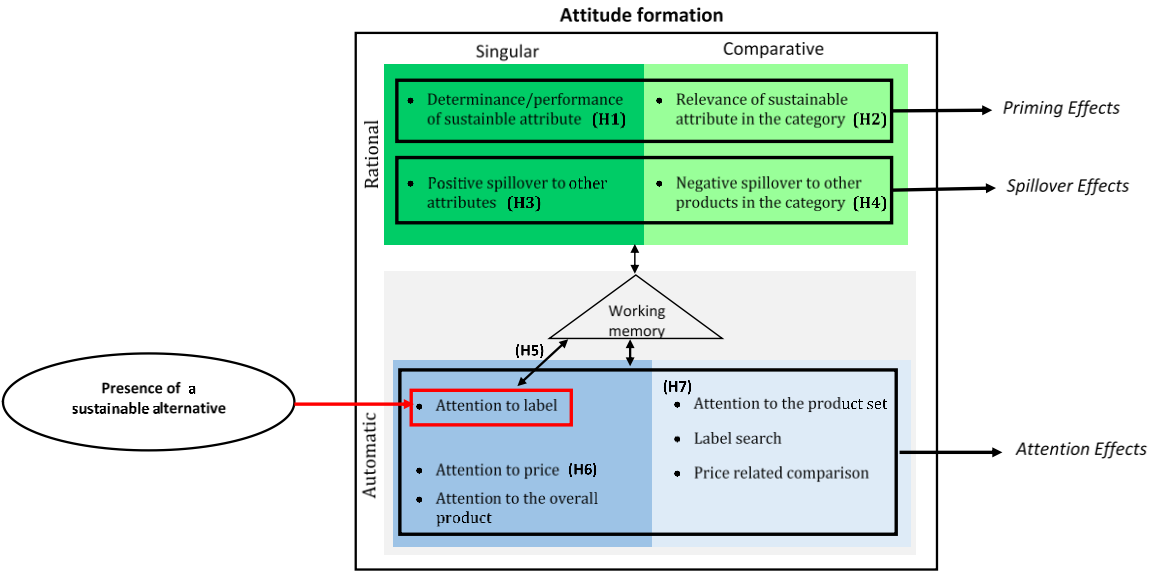 Attitude formation
Singular
Comparative
Rational
• Determinance/performance
of sustainble attribute (H1)
• Relevance of sustainable
attribute in the category (H2)
Priming Effects
• Positive spillover to other
attributes (H3)
• Negative spillover to other
products in the category (H4)
Spillover Effects
Working
memory
(H5)
Presence of a
sustainable alternative
Automatic
• Attention to label
• Attention to price (H6)
• Attention to the overall
product
(H7)
• Attention to the product set
• Label search
• Price related comparison
Attention Effects